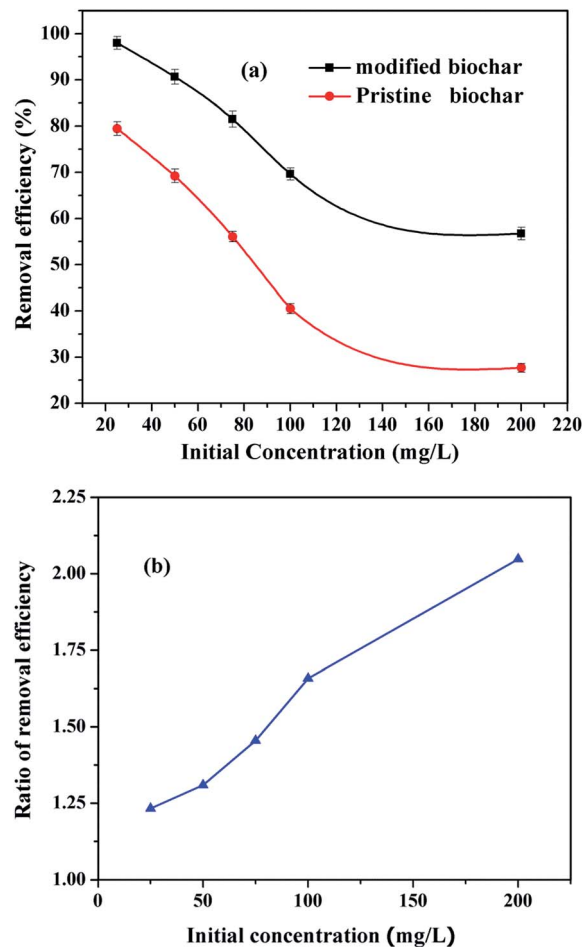 100
90
80
70
60
50
40
30
20
Removal efficiency (%)
(a)
modified biochar
Pristine biochar
20 40 60 80 100 120 140 160 180 200 220
Initial Concentration (mg/L)
2.25
2.00
1.75
1.50
1.25
1.00
Ratio of removal efficiency
(b)
0 50 100 150 200
Initial concentration (mg/L)